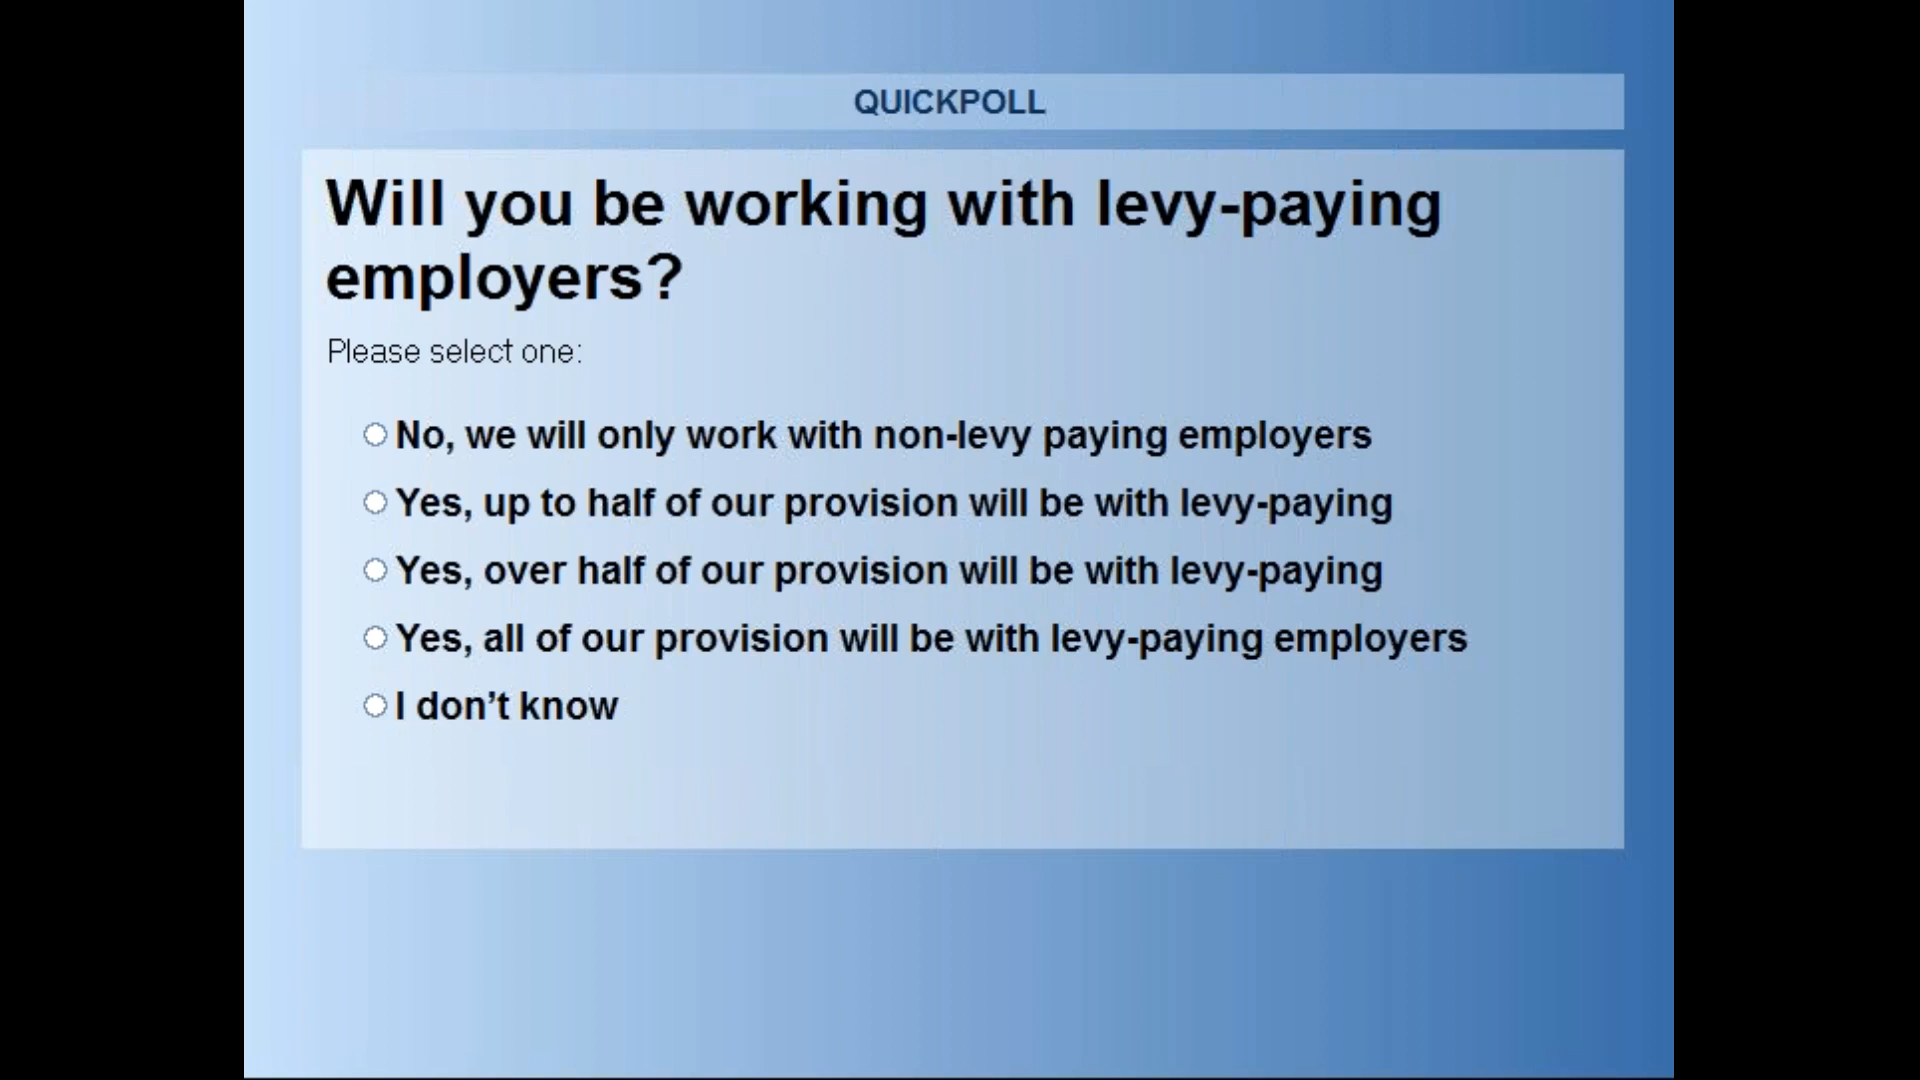 QUICKPOLL
Will you be working with levy-paying
employers?
Please select one:
No, we will only work with non-levy paying employers
Yes, up to half of our provision will be with levy-paying
Yes, over half of our provision will be with levy-paying
Yes, all of our provision will be with levy-paying employers
I don’t know